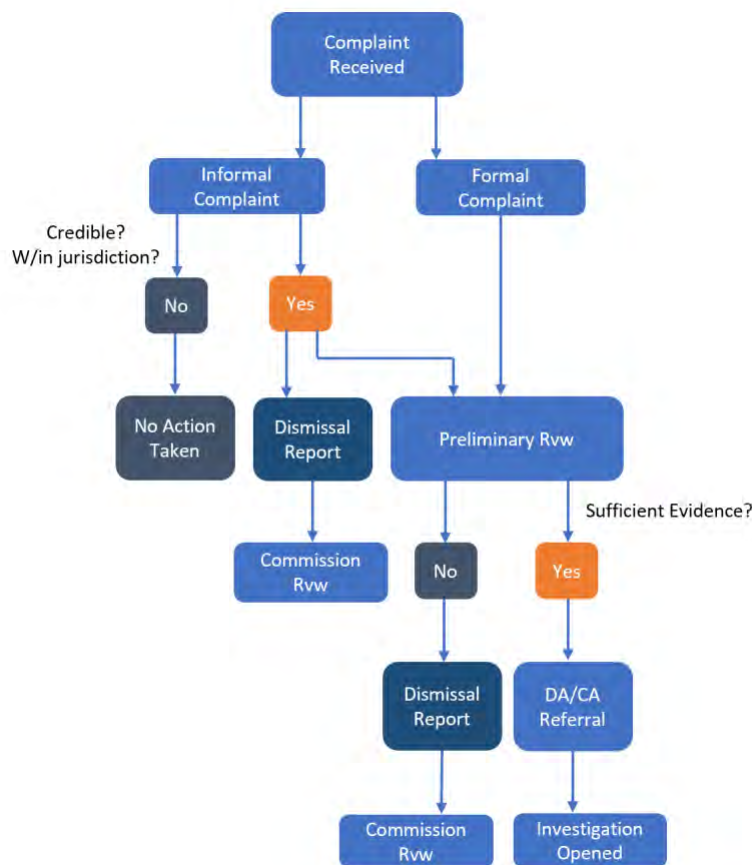 Complaint
Received
Informal
Complaint
Formal
Complaint
Credible?
W/in jurisdiction?
No
Yes
No Action
Taken
Dismissal
Report
Preliminary Rvw
Sufficient Evidence?
Commission
Rvw
No
Yes
Dismissal
Report
DA/CA
Referral
Commission
Rvw
Investigation
Opened